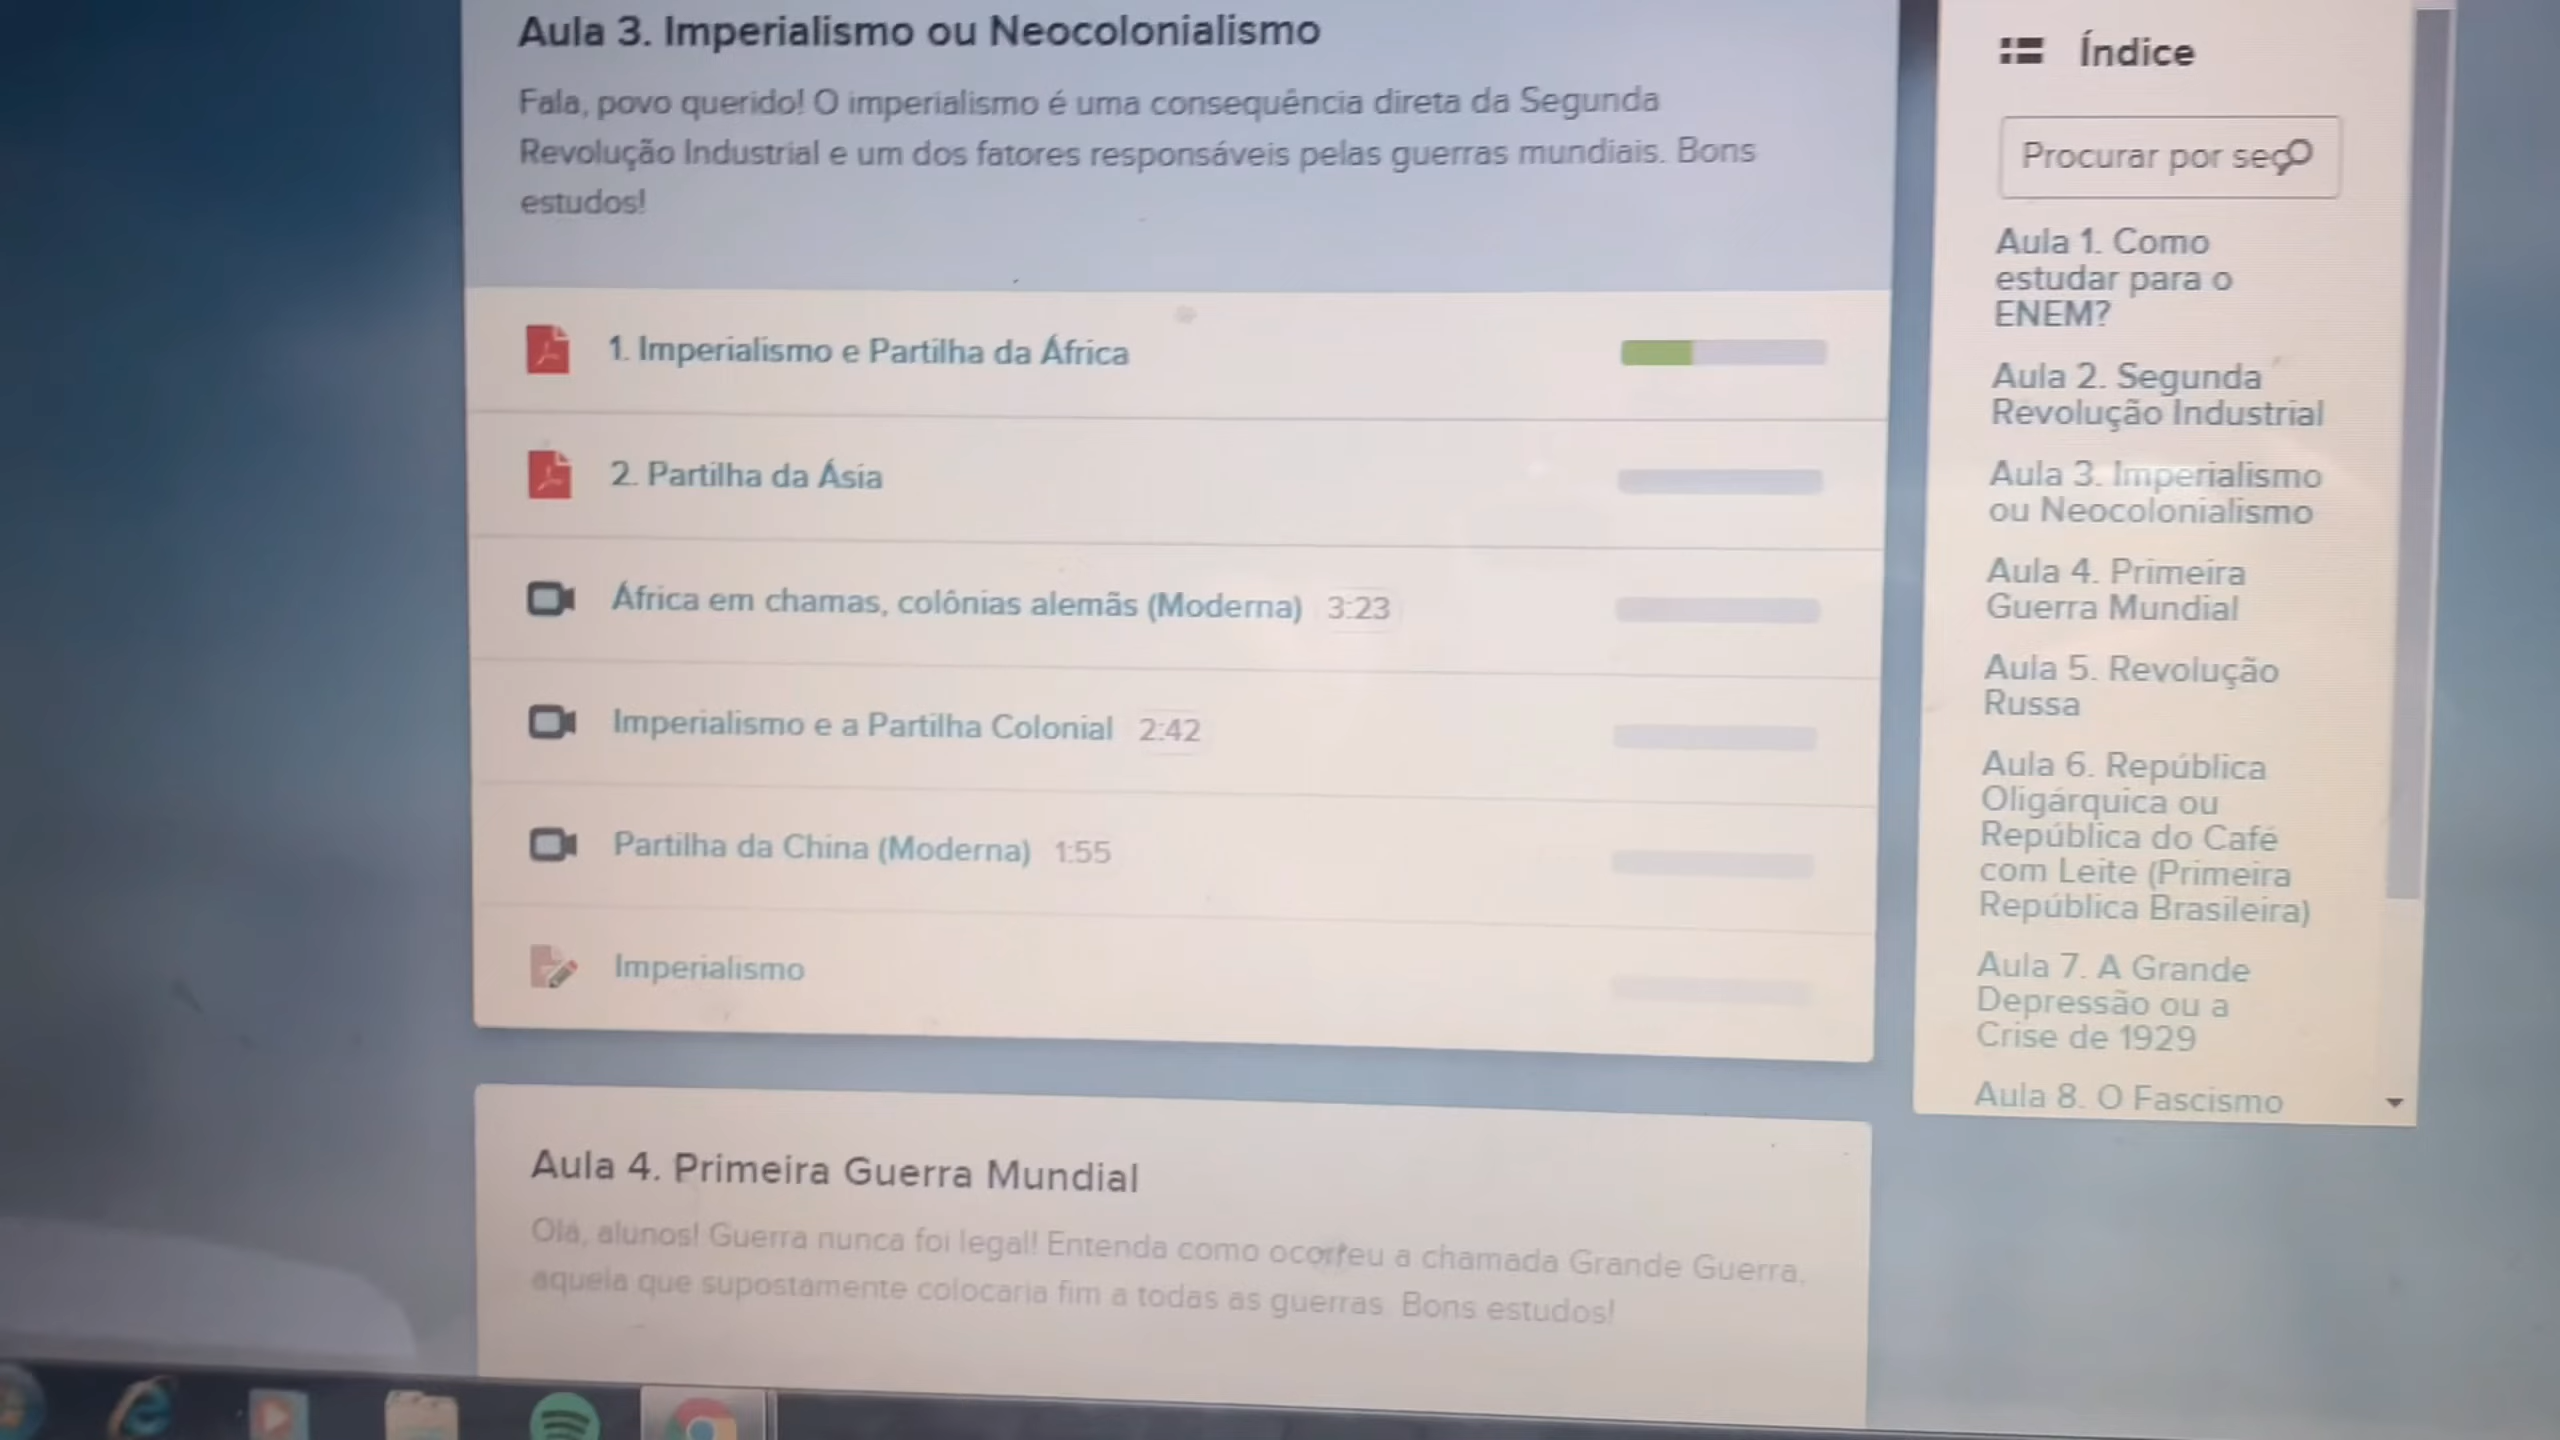 Aula 3. Imperialismo ou Neocolonialismo
Fala, povo querido! O imperialismo é uma consequência direta da Segunda
Revolução Industrial e um dos fatores responsáveis pelas guerras mundiais. Bons
estudos!
1. Imperialismo e Partilha da África
2. Partilha da Ásia
África em chamas, colônias alemãs (Moderna) 3:23
Imperialismo e a Partilha Colonial 2:42
Partilha da China (Moderna) 1:55
Imperialismo
Aula 4. Primeira Guerra Mundial
Olá, alunos! Guerra nunca foi legal! Entenda como ocorreu a chamada Grande Guerra,
aquela que supostamente colocaria fim a todas as guerras. Bons estudos!
Índice
Procurar por seç
Aula 1. Como
estudar para o
ENEM?
Aula 2. Segunda
Revolução Industrial
Aula 3. Imperialismo
ou Neocolonialismo
Aula 4. Primeira
Guerra Mundial
Aula 5. Revolução
Russa
Aula 6. República
Oligárquica ou
República do Café
com Leite (Primeira
República Brasileira)
Aula 7. A Grande
Depressão ou a
Crise de 1929
Aula 8. O Fascismo